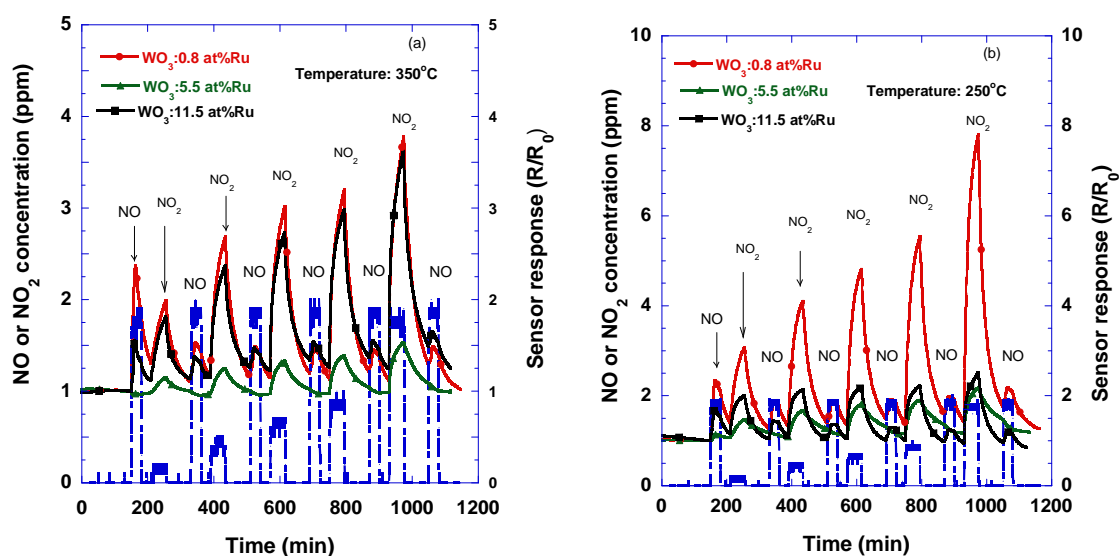 (a)
WO3:0.8 at%Ru
WO3:5.5 at%Ru
WO3:11.5 at%Ru
Temperature: 350°C
NO or NO2 concentration (ppm)
Sensor response (R/R0)
5
4
3
2
1
0
5
4
3
2
1
0
NO
NO2
NO2
NO
NO2
NO
NO2
NO
NO2
NO
NO2
NO
0 200 400 600 800 1000 1200
Time (min)
(b)
WO3:0.8 at%Ru
WO3:5.5 at%Ru
WO3:11.5 at%Ru
Temperature: 250°C
NO or NO2 concentration (ppm)
Sensor response (R/R0)
10
8
6
4
2
0
10
8
6
4
2
0
NO
NO2
NO
NO2
NO
NO2
NO
NO2
NO
NO2
NO
0 200 400 600 800 1000 1200
Time (min)